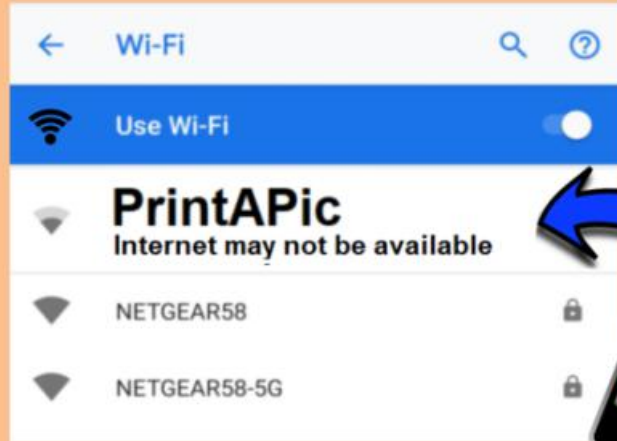 Wi-Fi
Use Wi-Fi
PrintAPic
Internet may not be available
NETGEAR58
NETGEAR58-5G